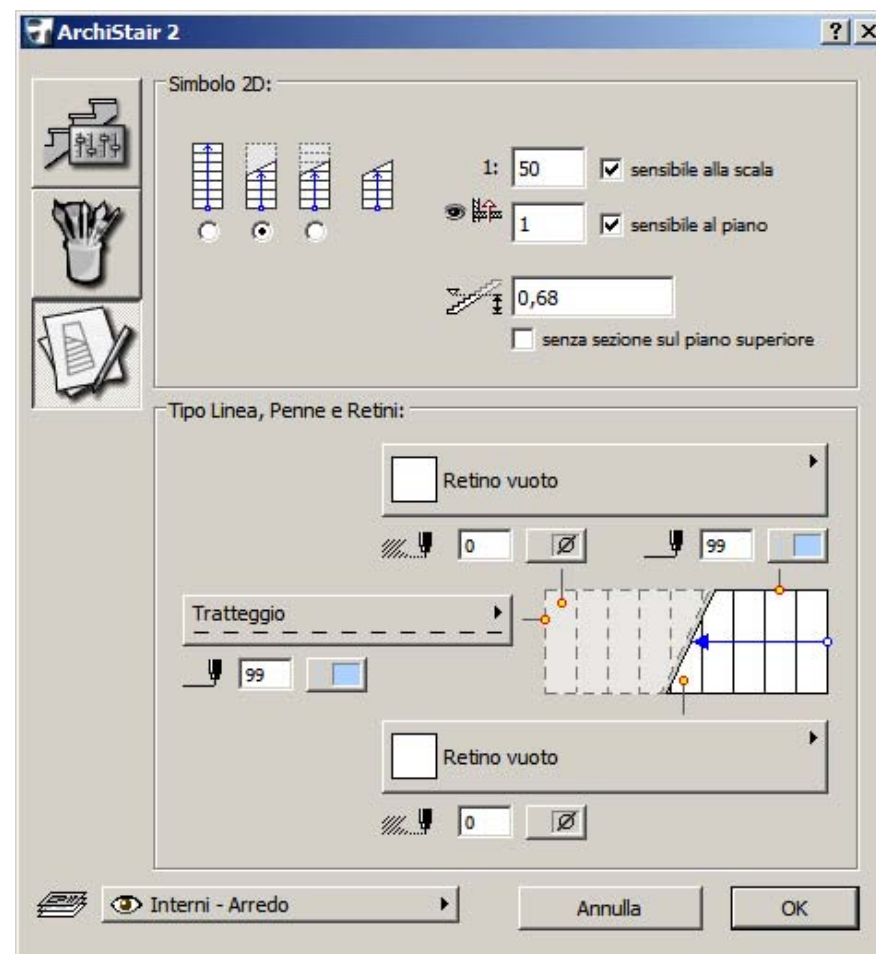 ArchiStair 2
Simbolo 2D:
1: 50 sensibile alla scala
1 sensibile al piano
0,68
senza sezione sul piano superiore
Tipo Linea, Penne e Retini:
Retino vuoto
0 99
Tratteggio
99
Retino vuoto
0
Interni - Arredo
Annulla
OK